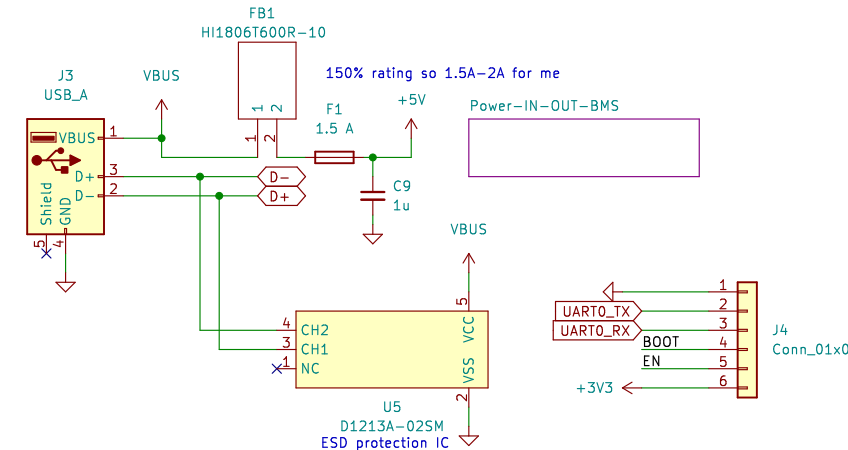 FB1
HI1806T600R-10
1
2
1
2
150% rating so 1.5A-2A for me
J3
USB_A
VBUS
F1
1.5 A
+5V
Power-IN-OUT-BMS
VBUS
1
D+
3
D-
2
Shield
GND
5
4
D-
D+
C9
1u
VBUS
5
4
CH2
3
CH1
1
NC
VCC
VSS
2
U5
D1213A-02SM
ESD protection IC
1
UART0_TX
2
UART0_RX
3
BOOT
4
EN
5
+3V3
6
J4
Conn_01x0